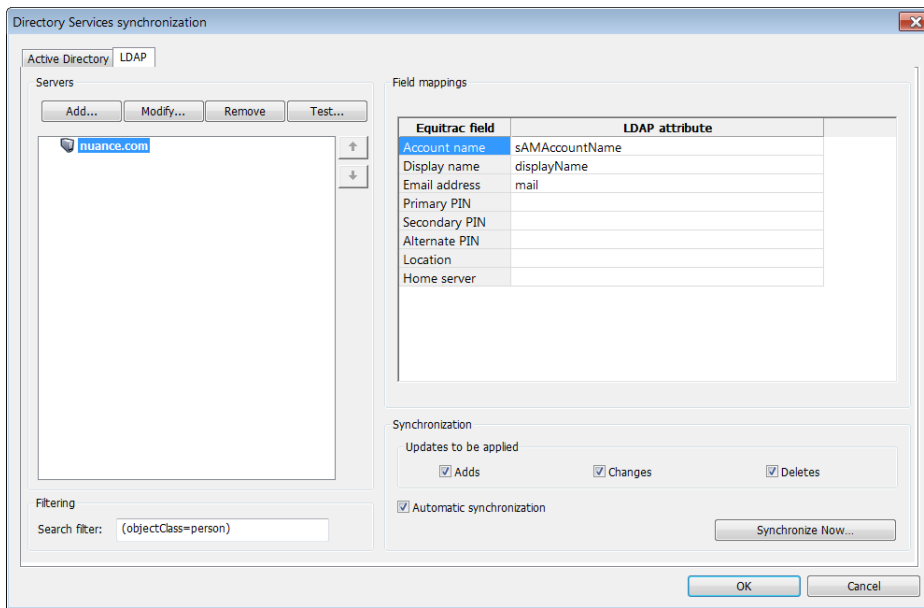 Directory Services synchronization
Active Directory
LDAP
Servers
Add...
Modify...
Remove
Test...
nuance.com
Filtering
Search filter:
(objectClass=person)
Field mappings
Equitrac field LDAP attribute
Account name sAMAccountName
Display name displayName
Email address mail
Primary PIN
Secondary PIN
Alternate PIN
Location
Home server
Synchronization
Updates to be applied
Adds
Changes
Deletes
Automatic synchronization
Synchronize Now...
OK
Cancel